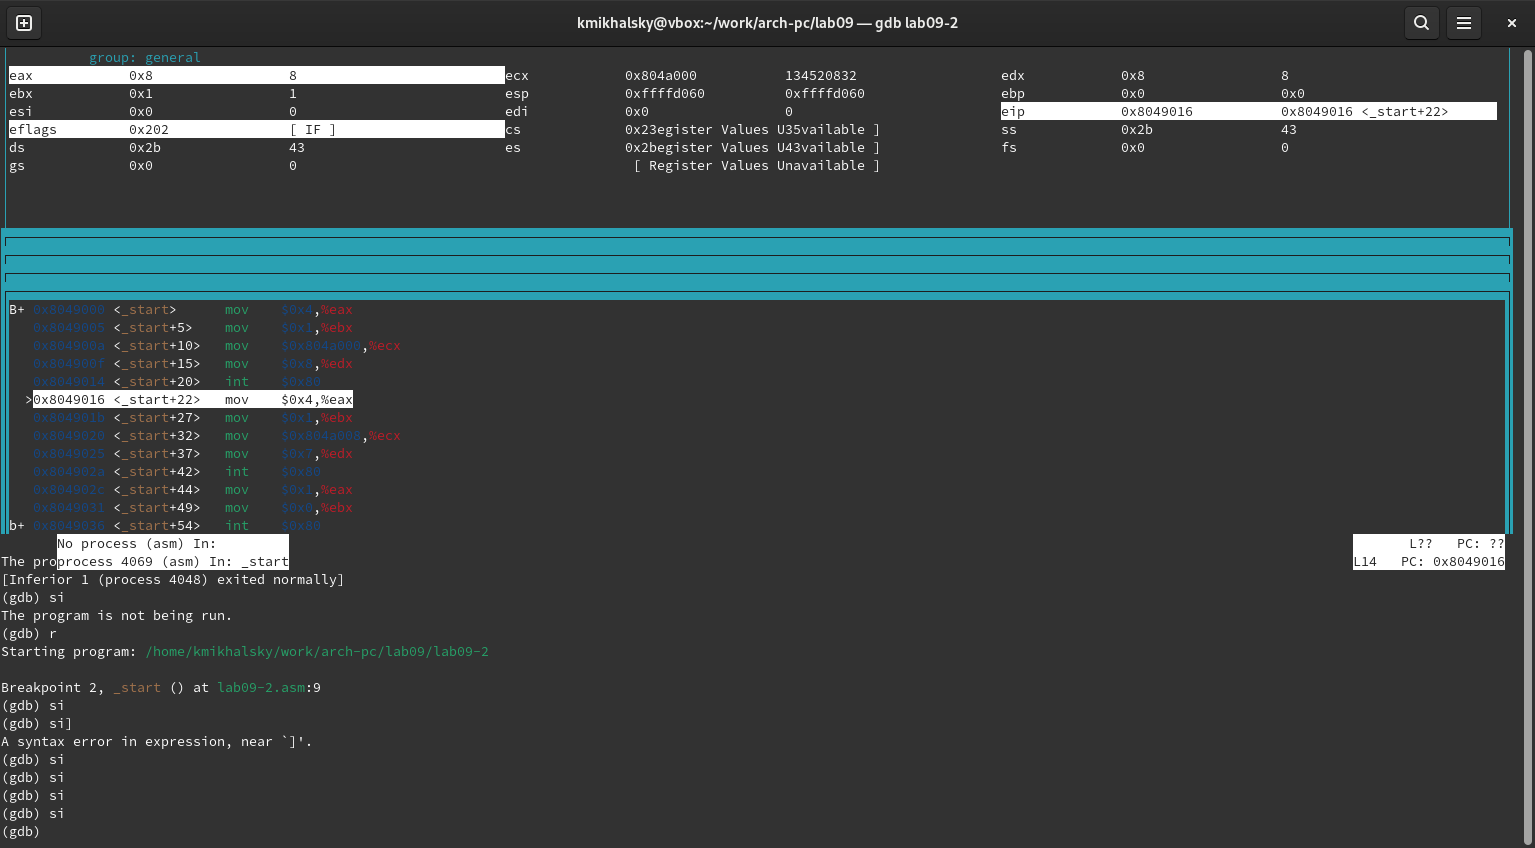 kmikhalsky@vbox:~/work/arch-pc/lab09 — gdb lab09-2
group: general
eax 0x8 8 ecx 0x804a000 134520832 edx 0x8 8
ebx 0x1 1 esp 0xffffd060 0xffffd060 ebp 0x0 0x0
esi 0x0 0 edi 0x0 0 eip 0x8049016 0x8049016 <_start+22>
eflags 0x202 [ IF ] cs 0x23egister Values U35vailable ] ss 0x2b 43
ds 0x2b 43 es 0x2begister Values U43vailable ] fs 0x0 0
gs 0x0 0 [ Register Values Unavailable ]
B+ 0x8049000 <_start> mov $0x4,%eax
0x8049005 <_start+5> mov $0x1,%ebx
0x804900a <_start+10> mov $0x804a000,%ecx
0x804900f <_start+15> mov $0x8,%edx
0x8049014 <_start+20> int $0x80
>0x8049016 <_start+22> mov $0x4,%eax
0x804901b <_start+27> mov $0x1,%ebx
0x8049020 <_start+32> mov $0x804a008,%ecx
0x8049025 <_start+37> mov $0x7,%edx
0x804902a <_start+42> int $0x80
0x804902c <_start+44> mov $0x1,%eax
0x8049031 <_start+49> mov $0x0,%ebx
b+ 0x8049036 <_start+54> int $0x80
No process (asm) In: L?? PC: ??
The proprocess 4069 (asm) In: _start L14 PC: 0x8049016
[Inferior 1 (process 4048) exited normally]
(gdb) si
The program is not being run.
(gdb) r
Starting program: /home/kmikhalsky/work/arch-pc/lab09/lab09-2
Breakpoint 2, _start () at lab09-2.asm:9
(gdb) si
(gdb) si]
A syntax error in expression, near `]'.
(gdb) si
(gdb) si
(gdb) si
(gdb) si
(gdb)